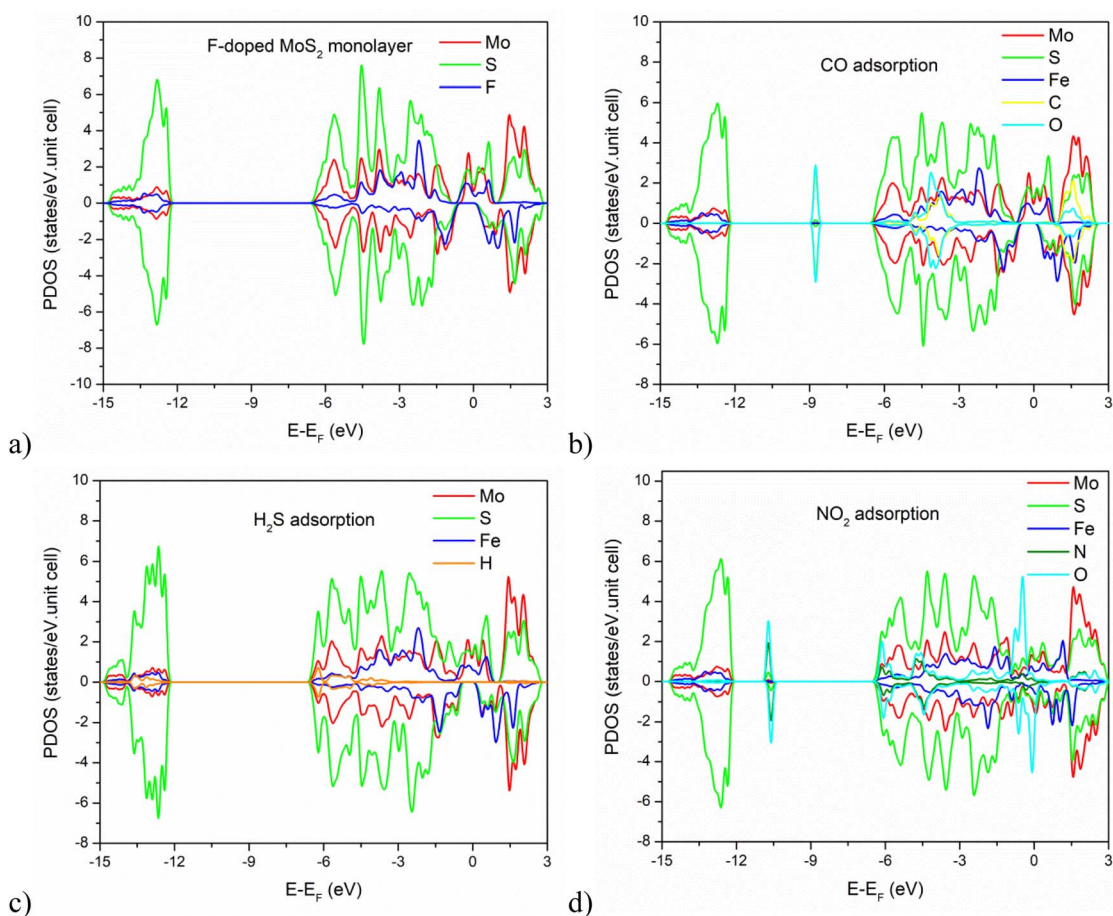 F-doped MoS₂ monolayer
Mo
S
F
PDOS (states/eV.unit cell)
10
8
6
4
2
0
-2
-4
-6
-8
-10
-15
-12
-9
-6
-3
0
3
E-E_F (eV)
a)
CO adsorption
Mo
S
Fe
C
O
PDOS (states/eV.unit cell)
10
8
6
4
2
0
-2
-4
-6
-8
-15
-12
-9
-6
-3
0
3
E-E_F (eV)
b)
H₂S adsorption
Mo
S
Fe
H
PDOS (states/eV.unit cell)
10
8
6
4
2
0
-2
-4
-6
-8
-15
-12
-9
-6
-3
0
3
E-E_F (eV)
c)
NO₂ adsorption
Mo
S
Fe
N
O
PDOS (states/eV.unit cell)
10
8
6
4
2
0
-2
-4
-6
-8
-15
-12
-9
-6
-3
0
3
E-E_F (eV)
d)